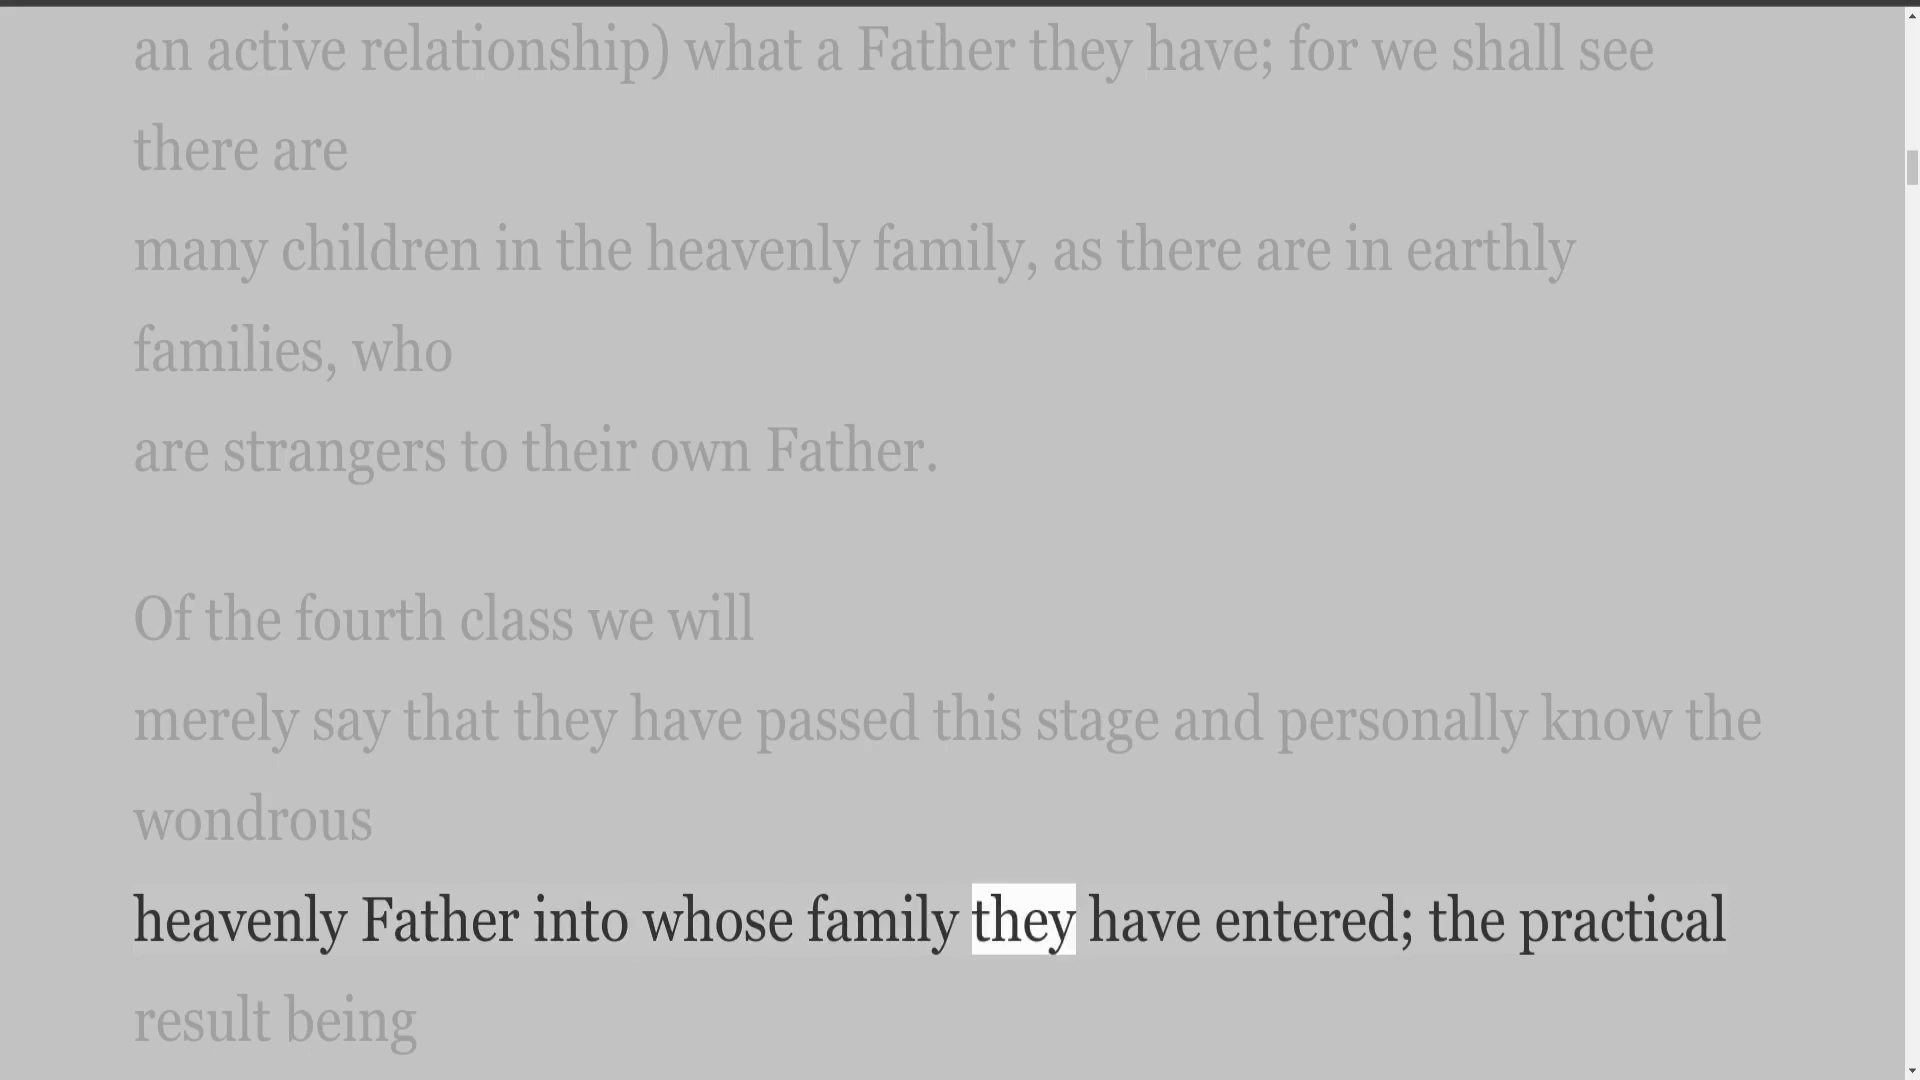 an active relationship) what a Father they have; for we shall see
there are
many children in the heavenly family, as there are in earthly
families, who
are strangers to their own Father.
Of the fourth class we will
merely say that they have passed this stage and personally know the
wondrous
heavenly Father into whose family they have entered; the practical
result being